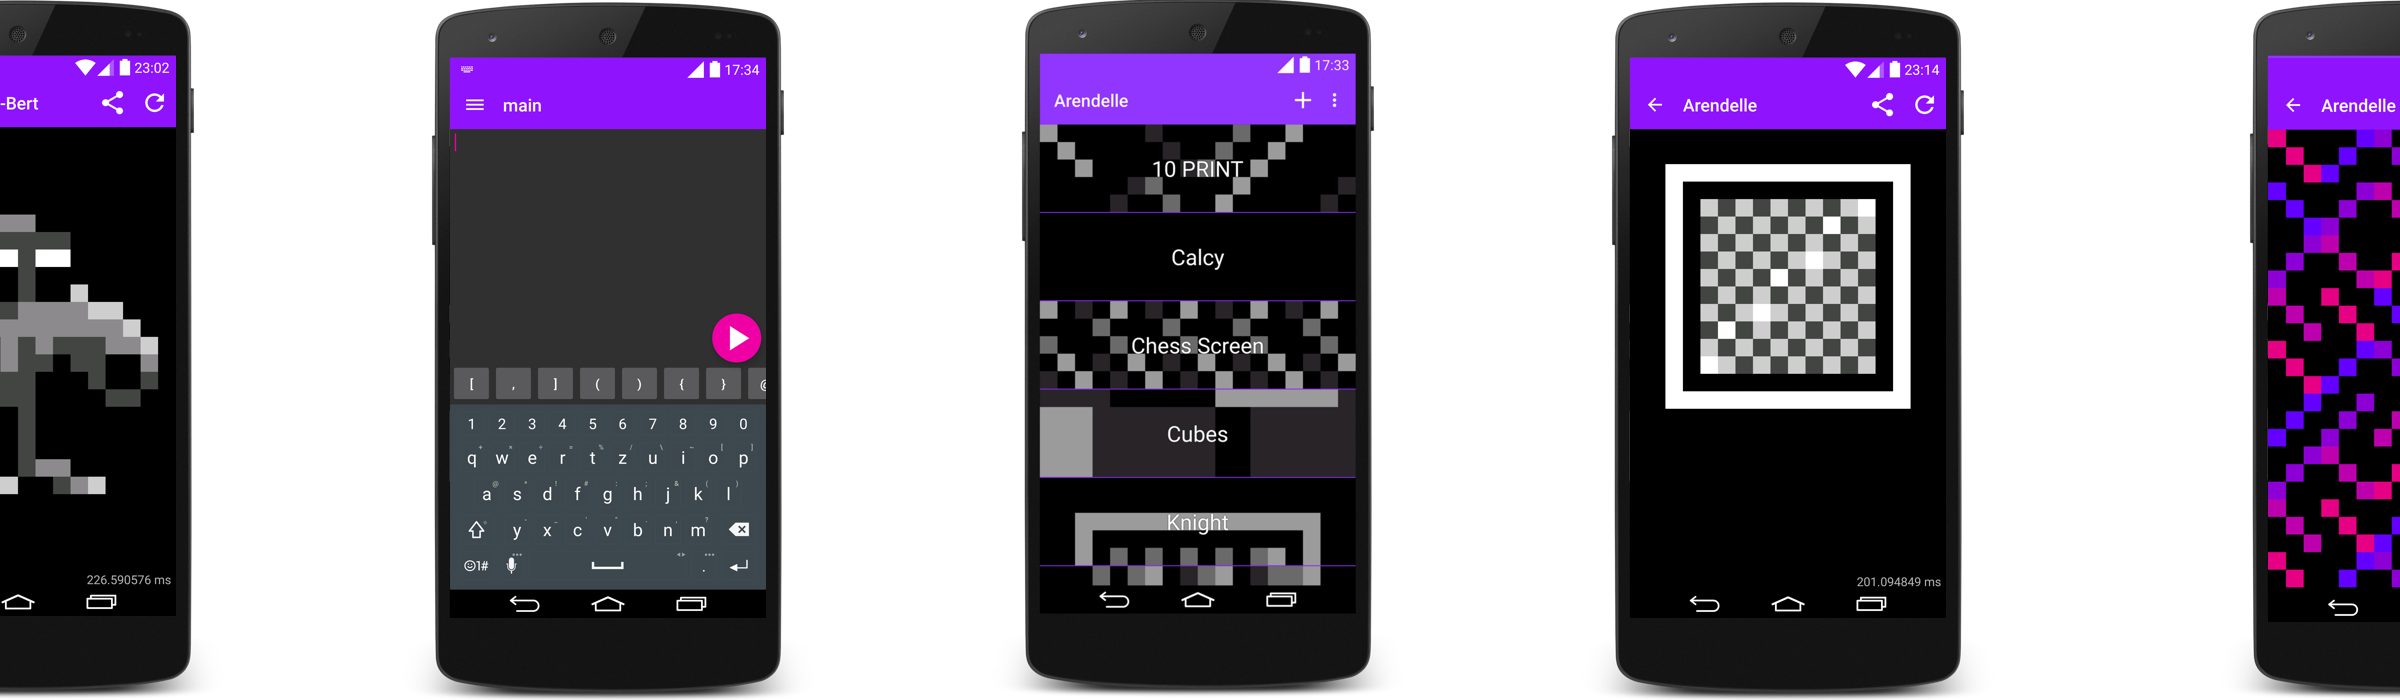 23:02
-Bert
226.590576 ms
17:34
main
[ , ] ( ) { } @
1 2 3 4 5 6 7 8 9 0
q w e r t z u i o p
a s d f g h j k l
y x c v b n m
1#
.
17:33
Arendelle
10 PRINT
Calcy
Chess Screen
Cubes
Knight
23:14
Arendelle
201.094849 ms
Arendelle